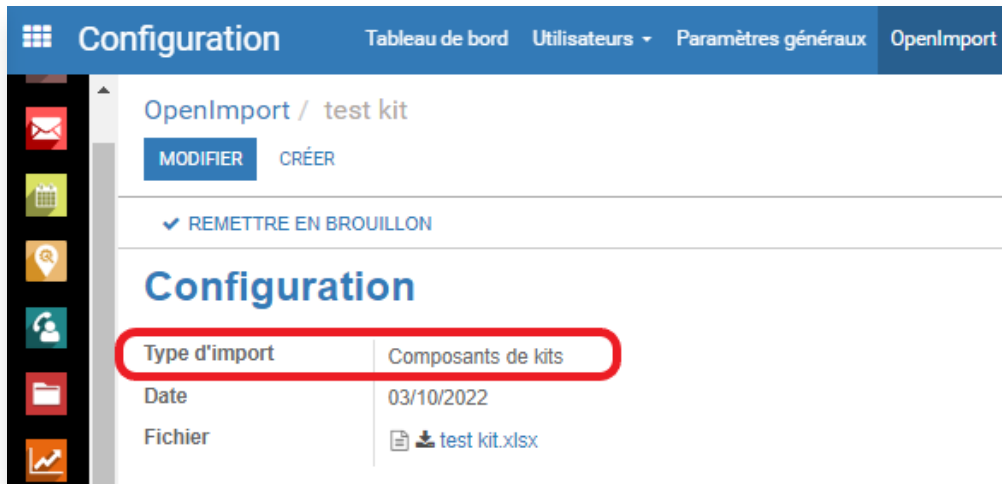 Configuration Tableau de bord Utilisateurs Paramètres généraux OpenImport
OpenImport / test kit
MODIFIER CRÉER
REMETTRE EN BROUILLON
Configuration
Type d'import Composants de kits
Date 03/10/2022
Fichier test kit.xlsx